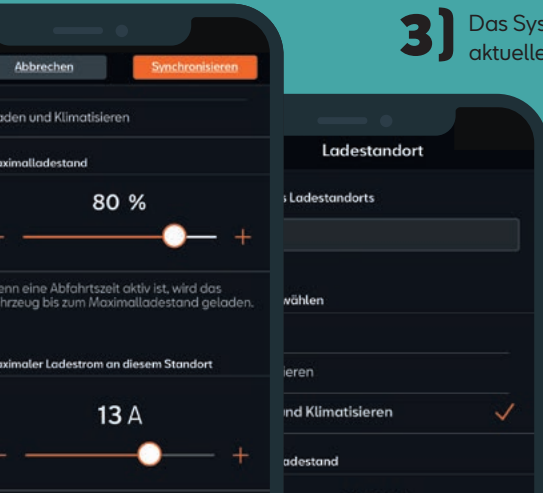 3) Das Sys
aktuelle
Abbrechen Synchronisieren
aden und Klimatisieren
aximalladestand
80 %
enn eine Abfahrtszeit aktiv ist, wird das
hrzeug bis zum Maximalladestand geladen.
aximaler Ladestrom an diesem Standort
13 A
Ladestandort
s Ladestandorts
wählen
ieren
und Klimatisieren
adestand